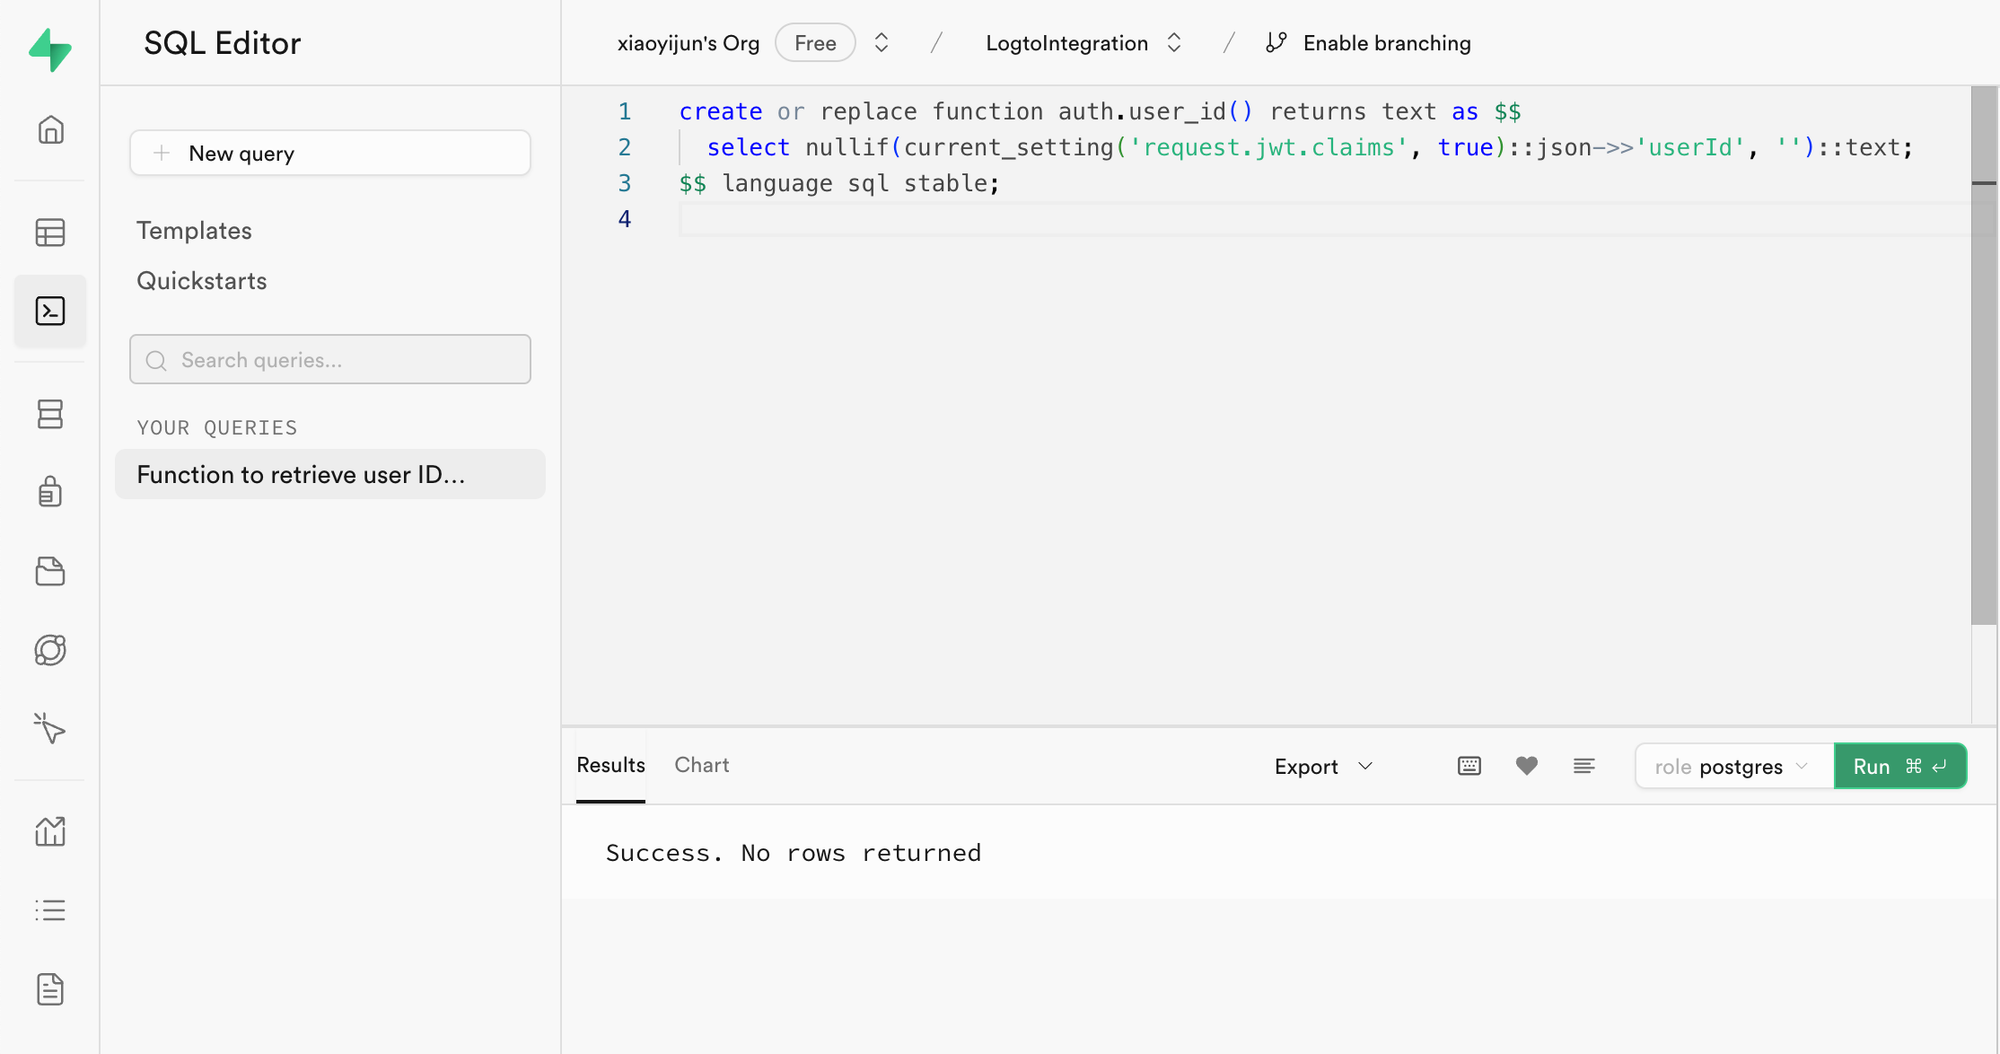 SQL Editor
xiaoyijun's Org Free / LogtoIntegration / Enable branching
New query
Templates
Quickstarts
Search queries...
YOUR QUERIES
Function to retrieve user ID...
1 create or replace function auth.user_id() returns text as $$
2 select nullif(current_setting('request.jwt.claims', true)::json->>'userId', '')::text;
3 $$ language sql stable;
4
Results Chart Export role postgres Run ⌘ ↵
Success. No rows returned